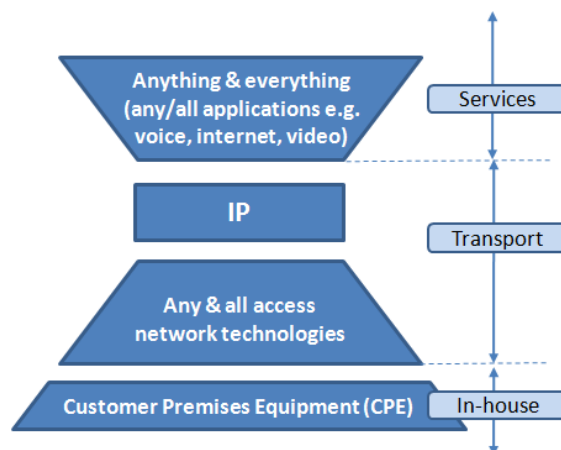 Anything & everything
(any/all applications e.g.
voice, internet, video)
Services
IP
Transport
Any & all access
network technologies
Customer Premises Equipment (CPE)
In-house